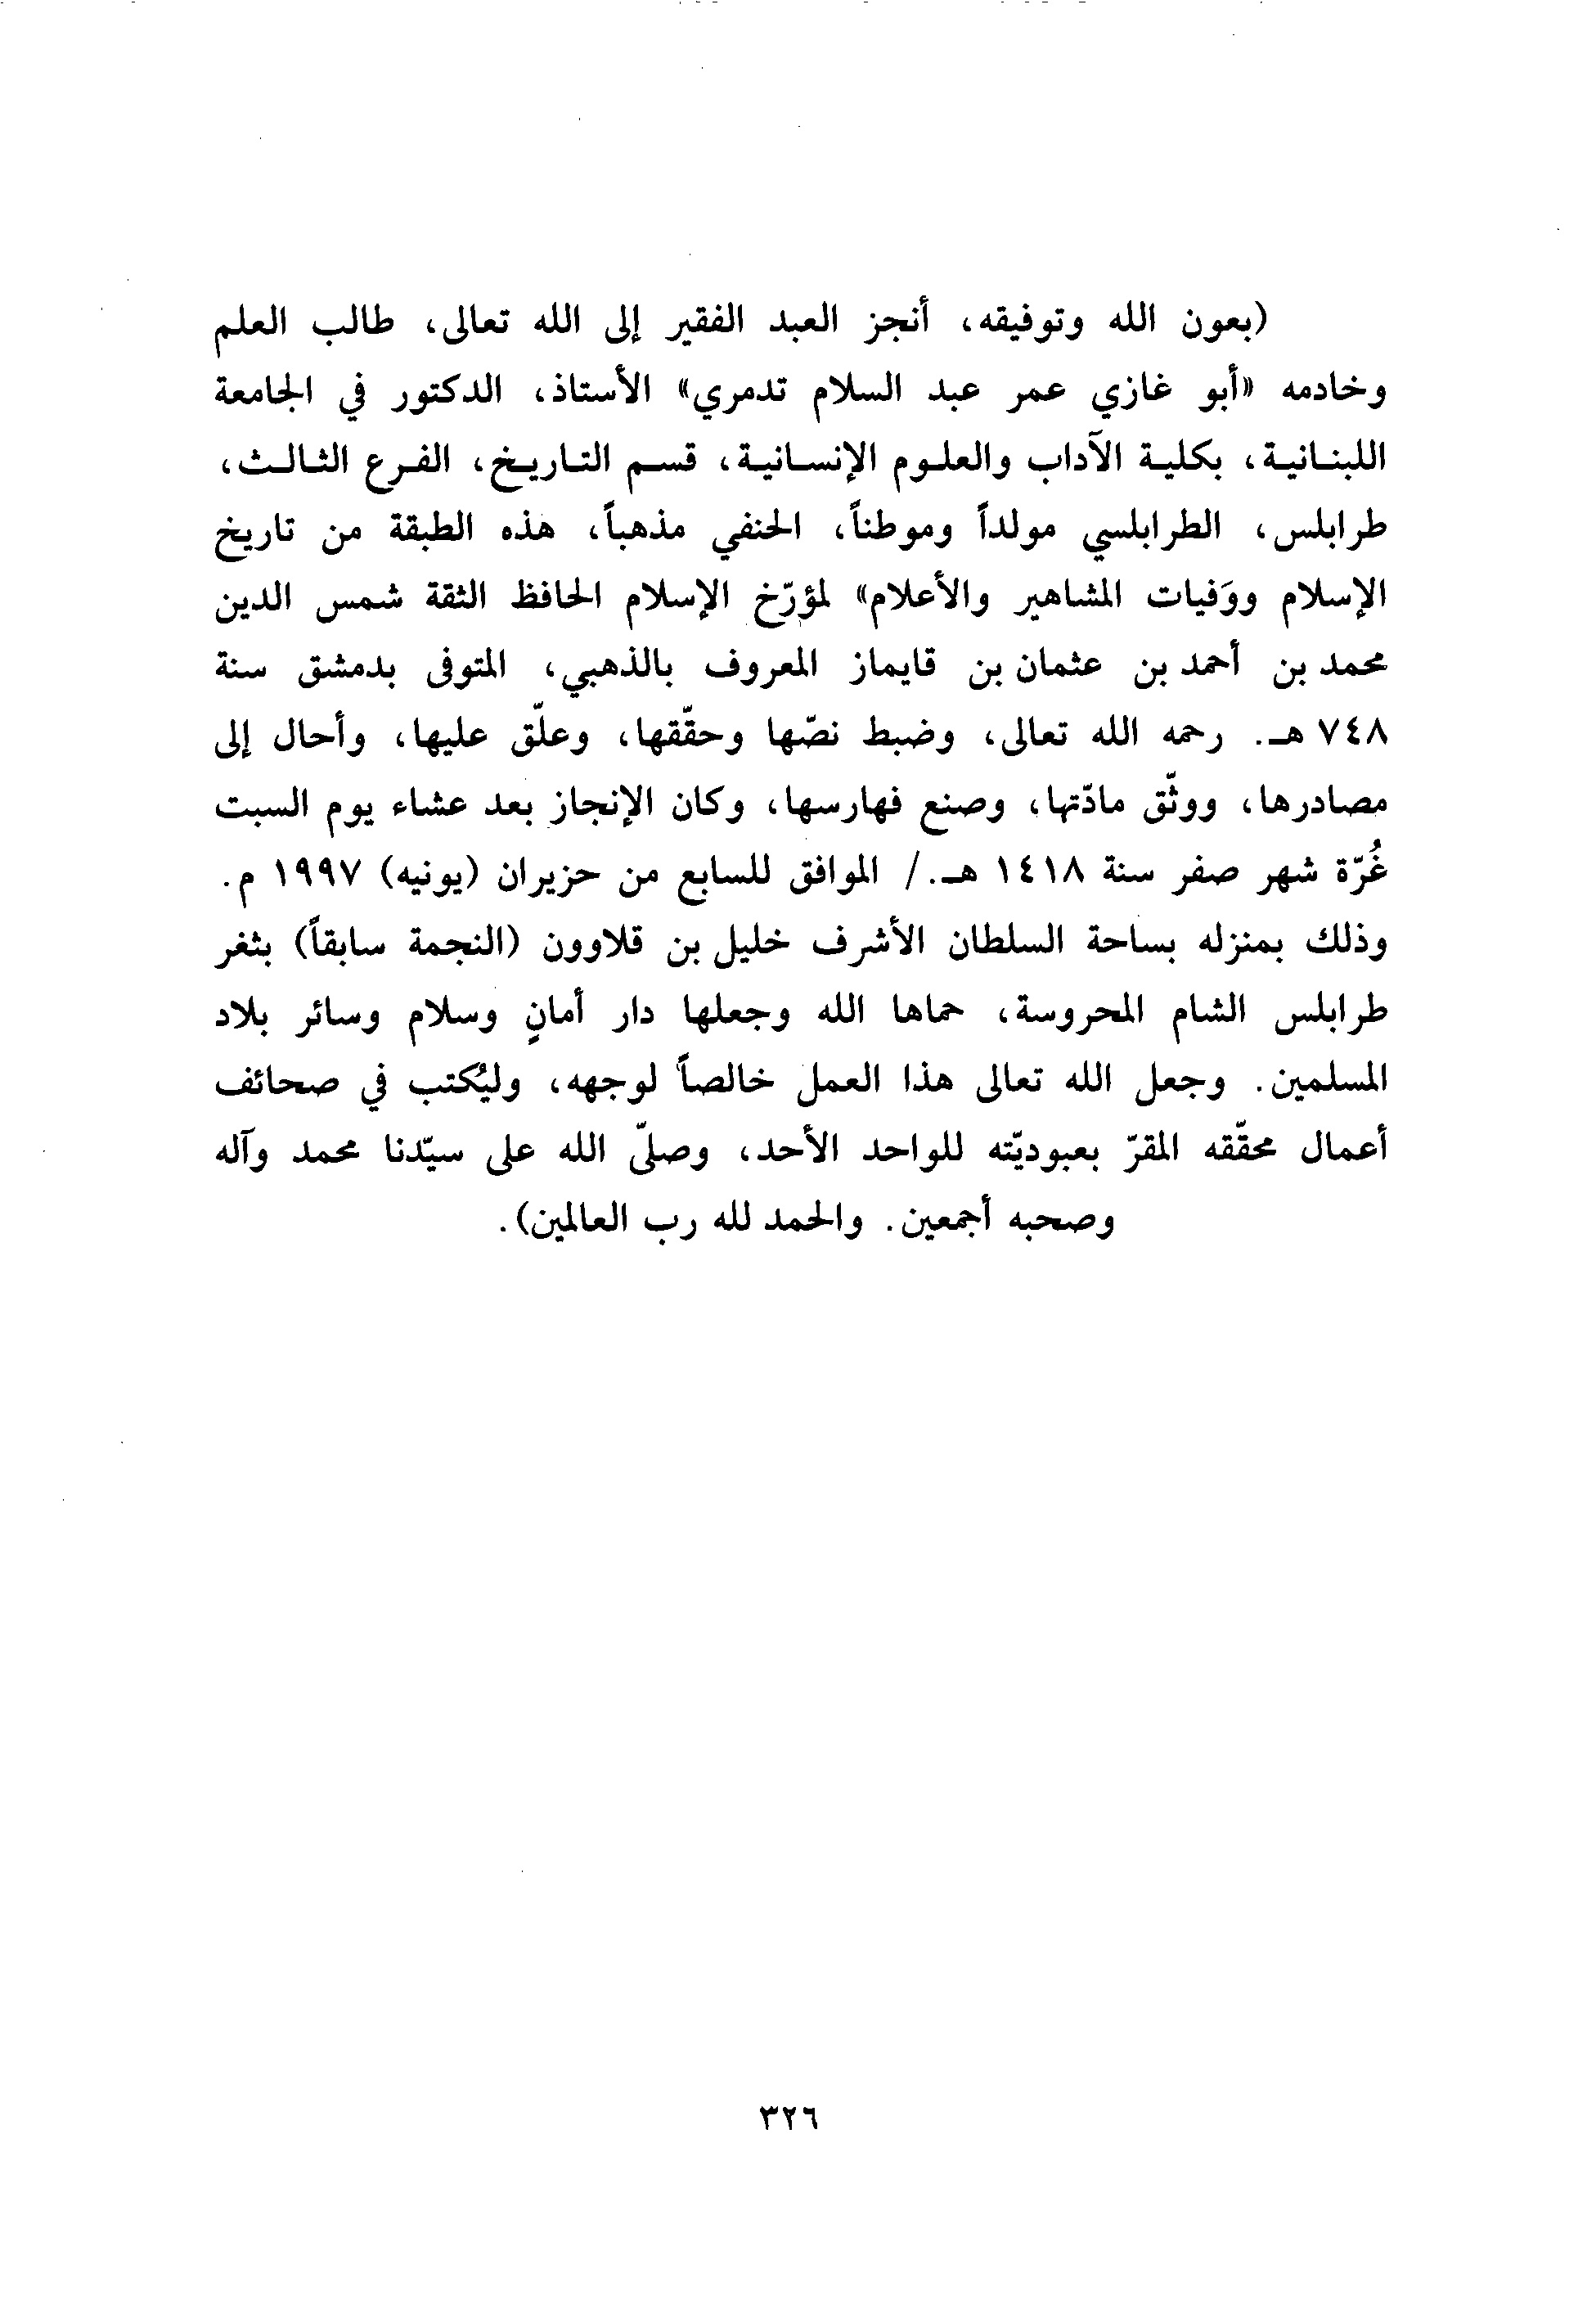 (بعون الله وتوفيقه، أنجز العبد الفقير إلى الله تعالى، طالب العلم
وخادمه «أبو غازي عمر عبد السلام تدمري» الأستاذ، الدكتور في الجامعة
اللبنانية، بكلية الآداب والعلوم الإنسانية، قسم التاريخ، الفرع الثالث،
طرابلس، الطرابلسي مولداً وموطناً، الحنفي مذهباً، هذه الطبقة من تاريخ
الإسلام ووَفيات المشاهير والأعلام» لمؤرّخ الإسلام الحافظ الثقة شمس الدين
محمد بن أحمد بن عثمان بن قايماز المعروف بالذهبي، المتوفى بدمشق سنة
٧٤٨ هـ. رحمه الله تعالى، وضبط نصّها وحقّقها، وعلّق عليها، وأحال إلى
مصادرها، ووثّق مادّتها، وصنع فهارسها، وكان الإنجاز بعد عشاء يوم السبت
غُرّة شهر صفر سنة ١٤١٨ هـ./ الموافق للسابع من حزيران (يونيه) ١٩٩٧ م.
وذلك بمنزله بساحة السلطان الأشرف خليل بن قلاوون (النجمة سابقاً) بثغر
طرابلس الشام المحروسة، حماها الله وجعلها دار أمانٍ وسلام وسائر بلاد
المسلمين. وجعل الله تعالى هذا العمل خالصاً لوجهه، وليُكتب في صحائف
أعمال محقّقه المقرّ بعبوديّته للواحد الأحد، وصلّى الله على سيّدنا محمد وآله
وصحبه أجمعين. والحمد لله رب العالمين).
٣٢٦